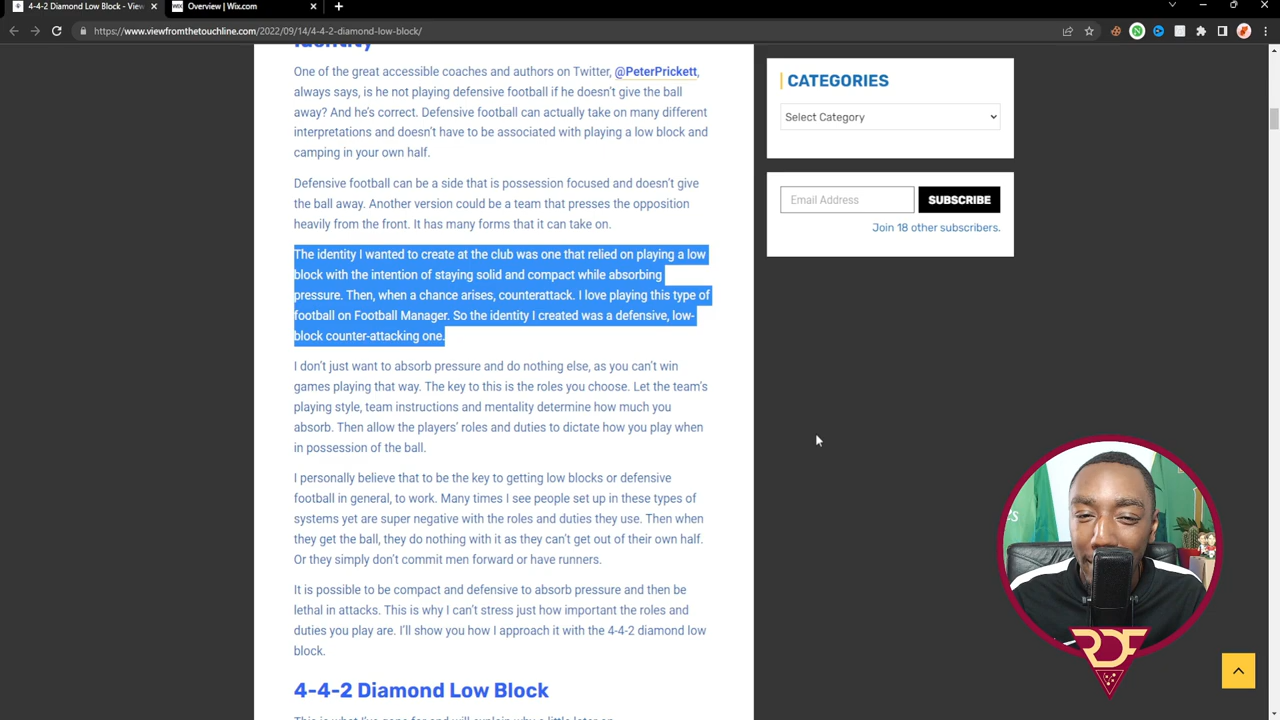 4-4-2 Diamond Low Block - View
Overview | Wix.com
https://www.viewfromthetouchline.com/2022/09/14/4-4-2-diamond-low-block/
Identity
One of the great accessible coaches and authors on Twitter, @PeterPrickett,
always says, is he not playing defensive football if he doesn't give the ball
away? And he's correct. Defensive football can actually take on many different
interpretations and doesn't have to be associated with playing a low block and
camping in your own half.
Defensive football can be a side that is possession focused and doesn't give
the ball away. Another version could be a team that presses the opposition
heavily from the front. It has many forms that it can take on.
The identity I wanted to create at the club was one that relied on playing a low
block with the intention of staying solid and compact while absorbing
pressure. Then, when a chance arises, counterattack. I love playing this type of
football on Football Manager. So the identity I created was a defensive, low-
block counter-attacking one.
I don't just want to absorb pressure and do nothing else, as you can't win
games playing that way. The key to this is the roles you choose. Let the team's
playing style, team instructions and mentality determine how much you
absorb. Then allow the players' roles and duties to dictate how you play when
in possession of the ball.
I personally believe that to be the key to getting low blocks or defensive
football in general, to work. Many times I see people set up in these types of
systems yet are super negative with the roles and duties they use. Then when
they get the ball, they do nothing with it as they can't get out of their own half.
Or they simply don't commit men forward or have runners.
It is possible to be compact and defensive to absorb pressure and then be
lethal in attacks. This is why I can't stress just how important the roles and
duties you play are. I'll show you how I approach it with the 4-4-2 diamond low
block.
4-4-2 Diamond Low Block
This is what I've gone for and will explain why a little later on
CATEGORIES
Select Category
Email Address
SUBSCRIBE
Join 18 other subscribers.
RDF